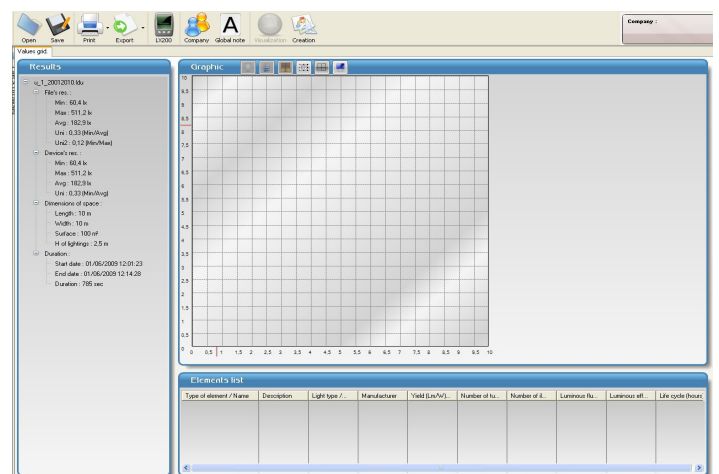 Open Save Print Export LX200 Company Global note Visualization Creation
Company :
Values grid
Results
u_1_20012010.ldu
File's res. :
Min : 60,4 lx
Max : 511,2 lx
Avg : 182,9 lx
Uni : 0,33 (Min/Avg)
Uni2 : 0,12 (Min/Max)
Device's res. :
Min : 60,4 lx
Max : 511,2 lx
Avg : 182,9 lx
Uni : 0,33 (Min/Avg)
Dimensions of space :
Length : 10 m
Width : 10 m
Surface : 100 m²
H of lightings : 2,5 m
Duration :
Start date : 01/06/2009 12:01:23
End date : 01/06/2009 12:14:28
Duration : 785 sec
Graphic
10
9,5
9
8,5
8
7,5
7
6,5
6
5,5
5
4,5
4
3,5
3
2,5
2
1,5
1
0,5
0
0 0,5 1 1,5 2 2,5 3 3,5 4 4,5 5 5,5 6 6,5 7 7,5 8 8,5 9 9,5 10
Elements list
Type of element / Name Description Light type /... Manufacturer Yield (Lm/W)... Number of tu... Number of il... Luminous flu... Luminous eff... Life cycle (hours